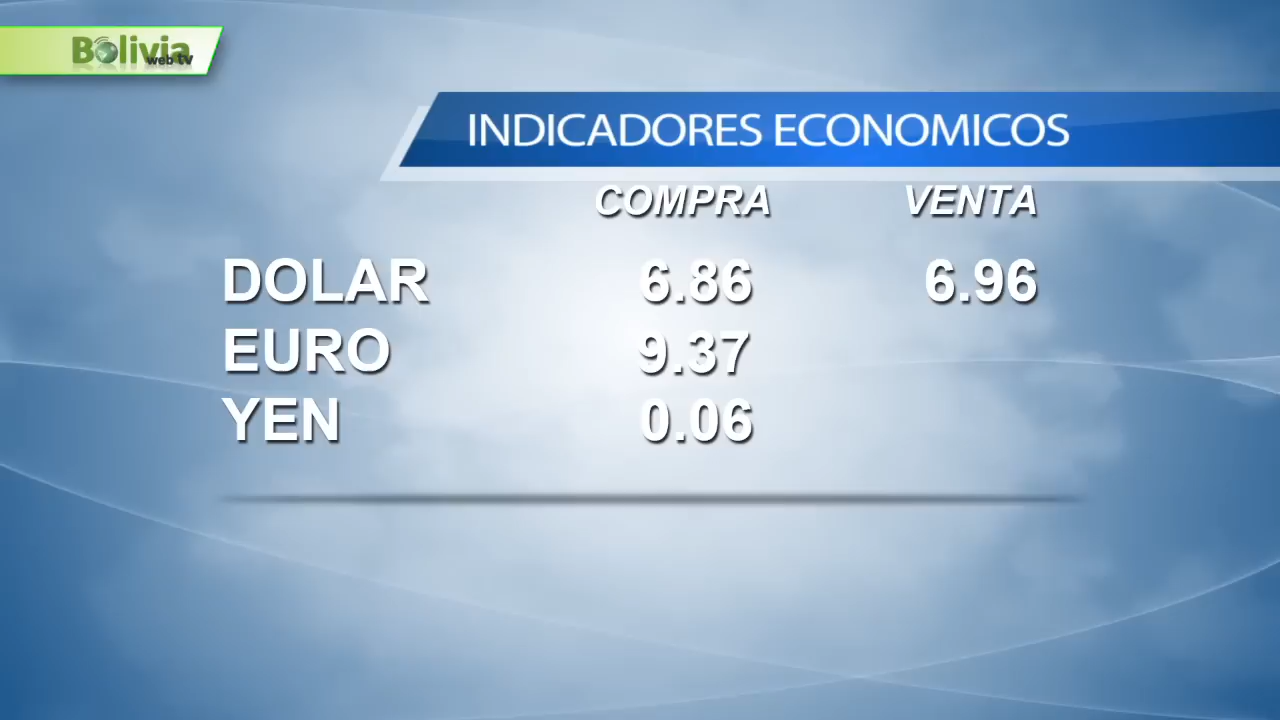 Bolivia
web tv
INDICADORES ECONOMICOS
COMPRA VENTA
DOLAR 6.86 6.96
EURO 9.37
YEN 0.06